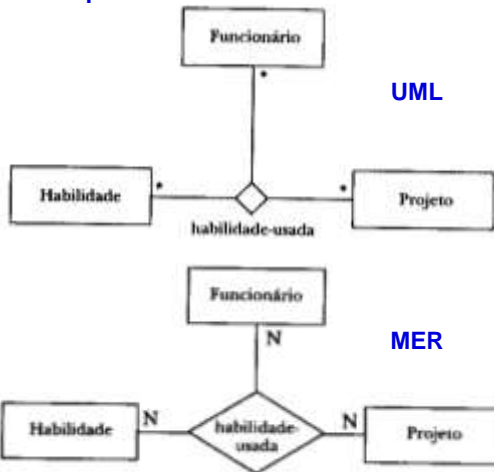 Funcionário
*
UML
Habilidade
*
*
Projeto
habilidade-usada
Funcionário
N
MER
Habilidade
N
habilidade-
usada
N
Projeto